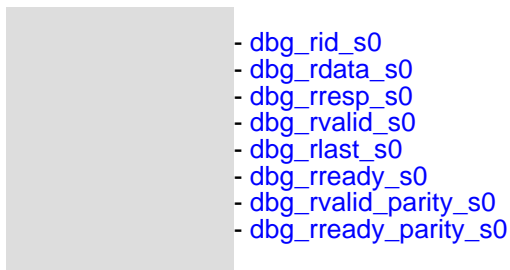 - dbg_rid_s0
- dbg_rdata_s0
- dbg_rresp_s0
- dbg_rvalid_s0
- dbg_rlast_s0
- dbg_rready_s0
- dbg_rvalid_parity_s0
- dbg_rready_parity_s0